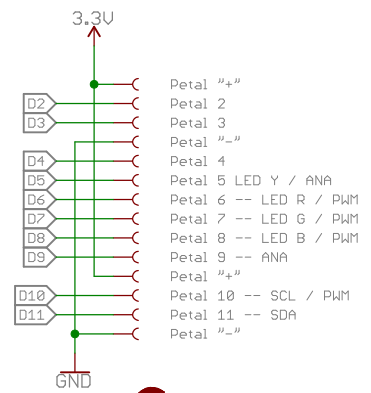 3.3V
Petal "+"
D2 Petal 2
D3 Petal 3
Petal "-"
D4 Petal 4
D5 Petal 5 LED Y / ANA
D6 Petal 6 -- LED R / PWM
D7 Petal 7 -- LED G / PWM
D8 Petal 8 -- LED B / PWM
D9 Petal 9 -- ANA
Petal "+"
D10 Petal 10 -- SCL / PWM
D11 Petal 11 -- SDA
Petal "-"
GND